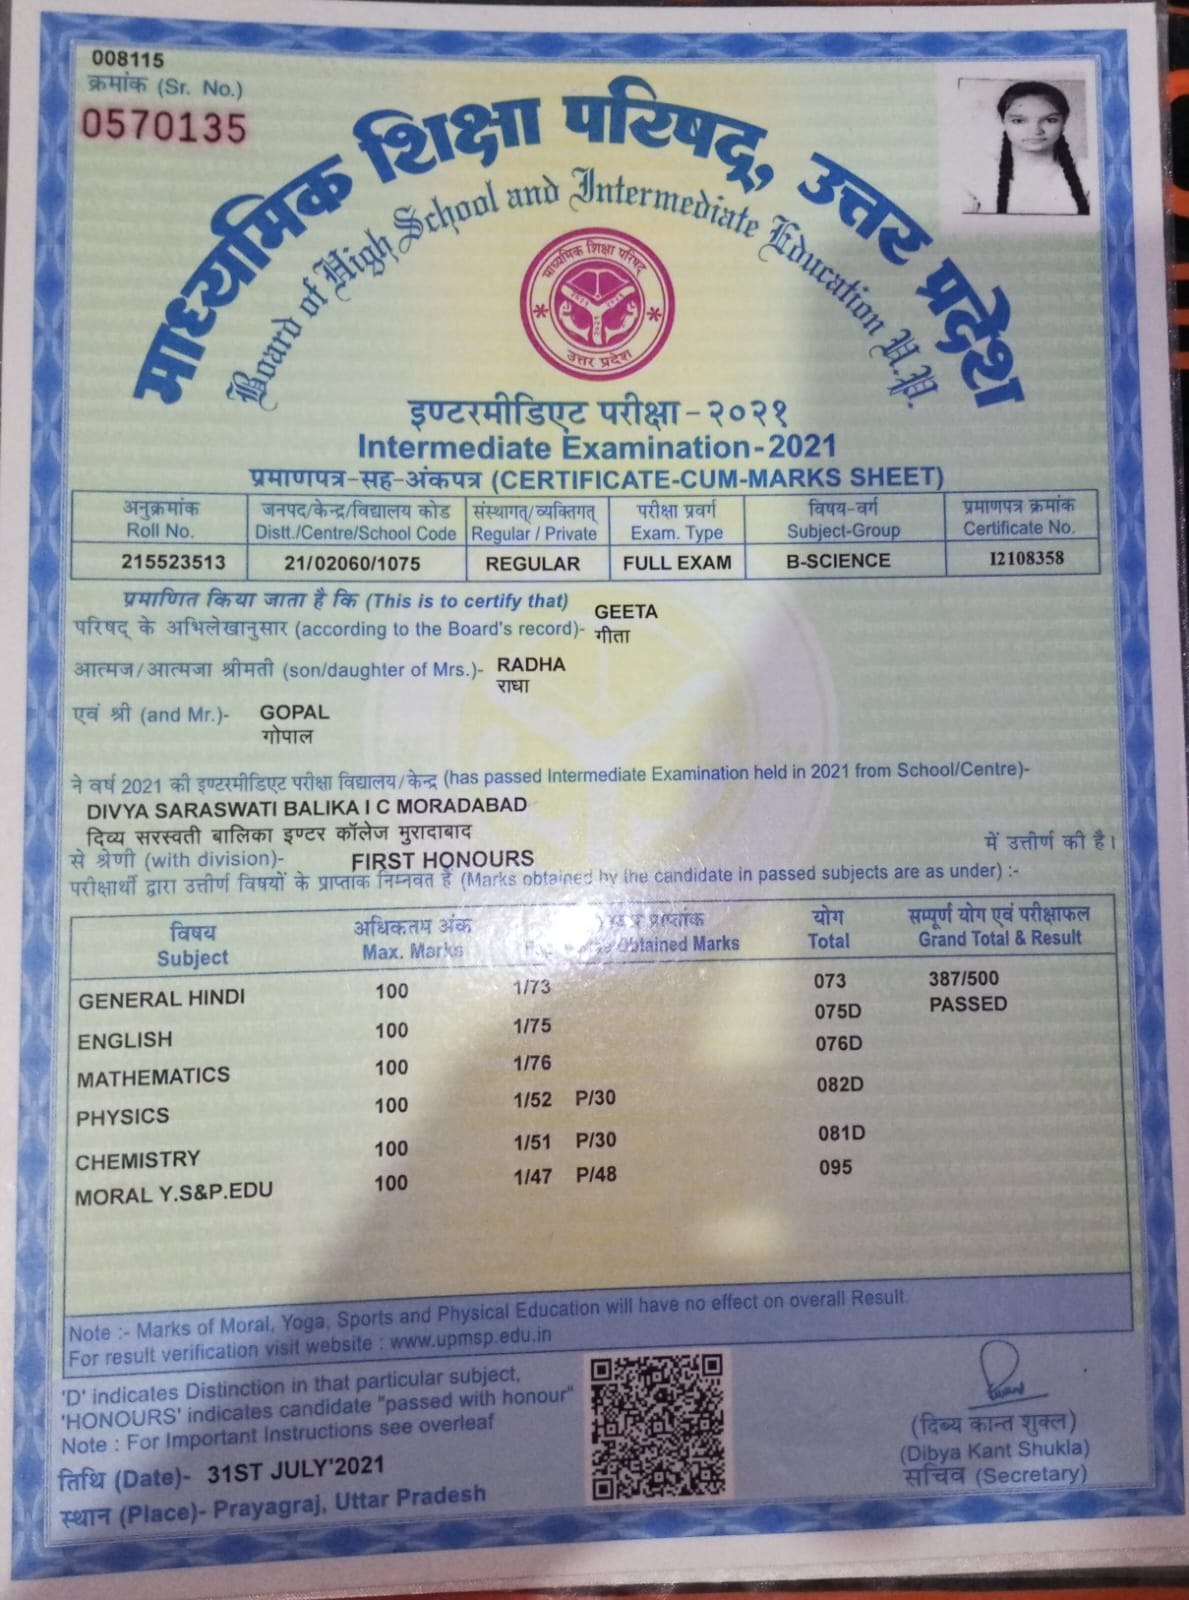 008115
क्रमांक (Sr. No.)
0570135
माध्यमिक शिक्षा परिषद्, उत्तर प्रदेश
Board of High School and Intermediate Education U.P.
माध्यमिक शिक्षा परिषद
उत्तर प्रदेश
इण्टरमीडिएट परीक्षा-२०२१
Intermediate Examination-2021
प्रमाणपत्र-सह-अंकपत्र (CERTIFICATE-CUM-MARKS SHEET)
अनुक्रमांक जनपद/केन्द्र/विद्यालय कोड संस्थागत्/व्यक्तिगत् परीक्षा प्रवर्ग विषय-वर्ग प्रमाणपत्र क्रमांक
Roll No. Distt./Centre/School Code Regular / Private Exam. Type Subject-Group Certificate No.
215523513 21/02060/1075 REGULAR FULL EXAM B-SCIENCE I2108358
प्रमाणित किया जाता है कि (This is to certify that)
परिषद् के अभिलेखानुसार (according to the Board's record)- GEETA
गीता
आत्मज/आत्मजा श्रीमती (son/daughter of Mrs.)- RADHA
राधा
एवं श्री (and Mr.)- GOPAL
गोपाल
ने वर्ष 2021 की इण्टरमीडिएट परीक्षा विद्यालय/केन्द्र (has passed Intermediate Examination held in 2021 from School/Centre)-
DIVYA SARASWATI BALIKA I C MORADABAD
दिव्य सरस्वती बालिका इण्टर कॉलेज मुरादाबाद
से श्रेणी (with division)- FIRST HONOURS में उत्तीर्ण की है।
परीक्षार्थी द्वारा उत्तीर्ण विषयों के प्राप्तांक निम्नवत हैं (Marks obtained by the candidate in passed subjects are as under) :-
विषय अधिकतम अंक प्राप्तांक योग सम्पूर्ण योग एवं परीक्षाफल
Subject Max. Marks Obtained Marks Total Grand Total & Result
GENERAL HINDI 100 1/73 073 387/500
ENGLISH 100 1/75 075D PASSED
MATHEMATICS 100 1/76 076D
PHYSICS 100 1/52 P/30 082D
CHEMISTRY 100 1/51 P/30 081D
MORAL Y.S&P.EDU 100 1/47 P/48 095
Note :- Marks of Moral, Yoga, Sports and Physical Education will have no effect on overall Result.
For result verification visit website : www.upmsp.edu.in
'D' indicates Distinction in that particular subject,
'HONOURS' indicates candidate "passed with honour"
Note : For Important Instructions see overleaf
तिथि (Date)- 31ST JULY'2021
स्थान (Place)- Prayagraj, Uttar Pradesh
(दिब्य कान्त शुक्ल)
(Dibya Kant Shukla)
सचिव (Secretary)